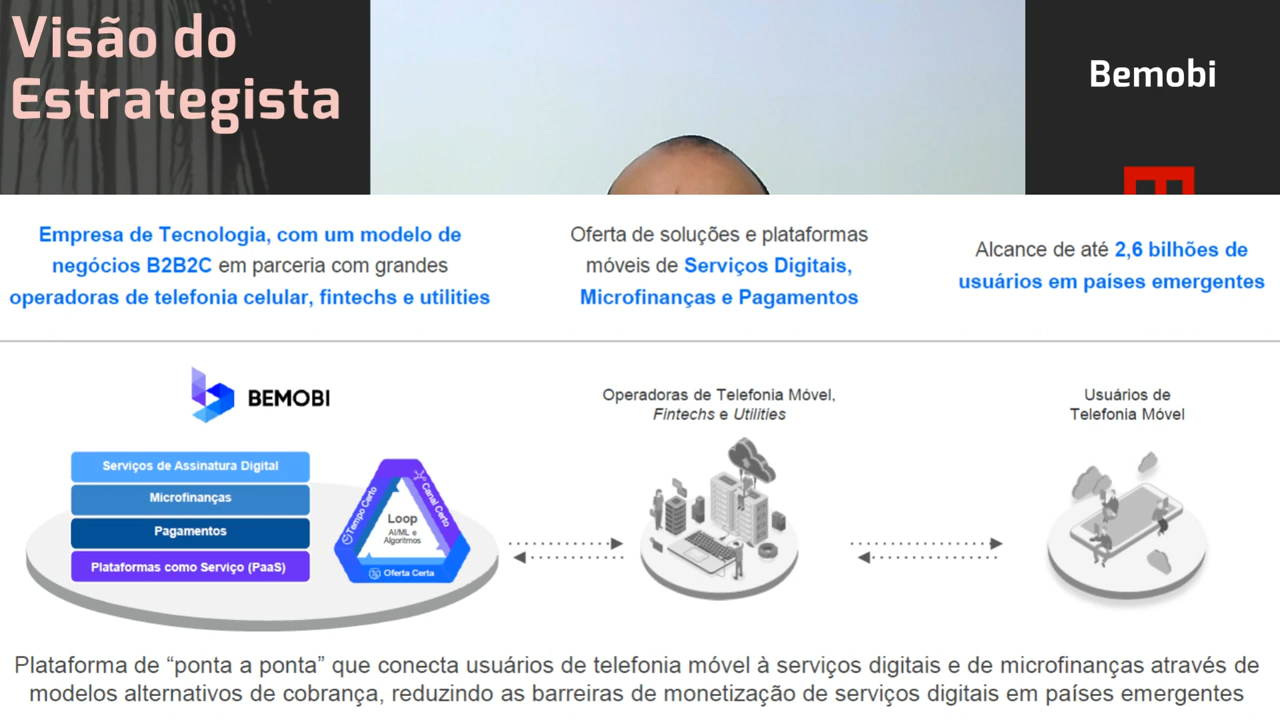 Visão do
Estrategista
Bemobi
Empresa de Tecnologia, com um modelo de
negócios B2B2C em parceria com grandes
operadoras de telefonia celular, fintechs e utilities
Oferta de soluções e plataformas
móveis de Serviços Digitais,
Microfinanças e Pagamentos
Alcance de até 2,6 bilhões de
usuários em países emergentes
BEMOBI
Serviços de Assinatura Digital
Microfinanças
Pagamentos
Plataformas como Serviço (PaaS)
Tempo Certo
Canal Certo
Loop
AI/ML e
Algoritmos
Oferta Certa
Operadoras de Telefonia Móvel,
Fintechs e Utilities
Usuários de
Telefonia Móvel
Plataforma de “ponta a ponta” que conecta usuários de telefonia móvel à serviços digitais e de microfinanças através de
modelos alternativos de cobrança, reduzindo as barreiras de monetização de serviços digitais em países emergentes